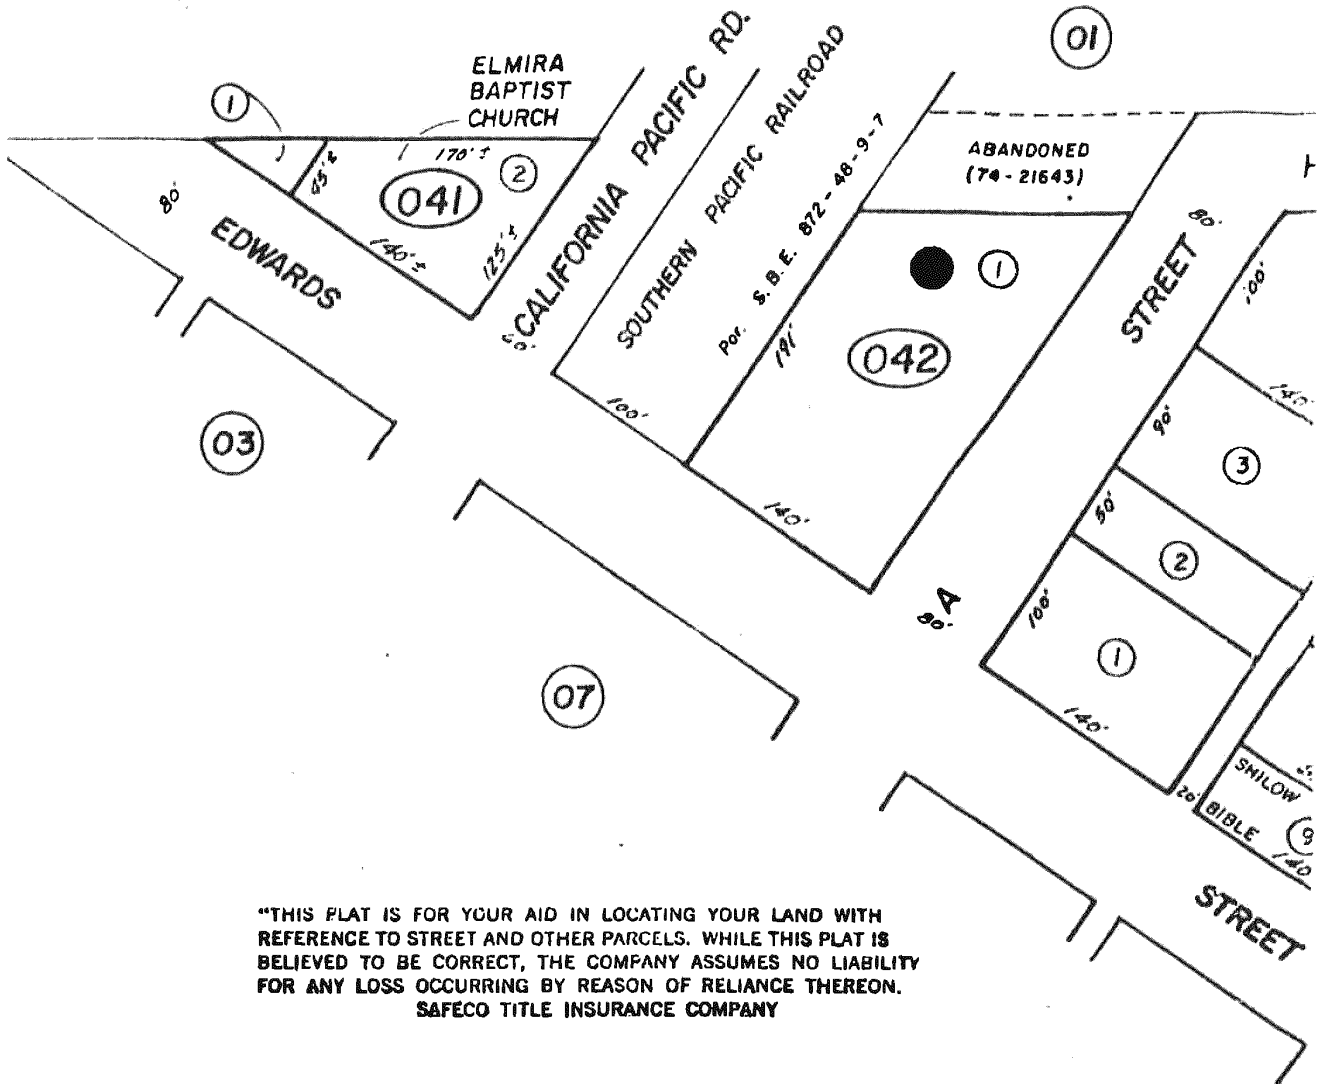 01
ELMIRA
BAPTIST
CHURCH
1
170' ±
2
45' ±
041
140' ±
125' ±
80'
EDWARDS
CALIFORNIA PACIFIC RD.
60'
SOUTHERN PACIFIC RAILROAD
Por. S. B. E. 872 - 48 - 9 - 7
100'
ABANDONED
(74 - 21643)
1
042
191'
140'
STREET
80'
A
80'
100'
140'
90'
3
50'
2
100'
1
140'
20'
SHILOW
BIBLE
9
140
STREET
03
07
"THIS PLAT IS FOR YOUR AID IN LOCATING YOUR LAND WITH
REFERENCE TO STREET AND OTHER PARCELS. WHILE THIS PLAT IS
BELIEVED TO BE CORRECT, THE COMPANY ASSUMES NO LIABILITY
FOR ANY LOSS OCCURRING BY REASON OF RELIANCE THEREON.
SAFECO TITLE INSURANCE COMPANY